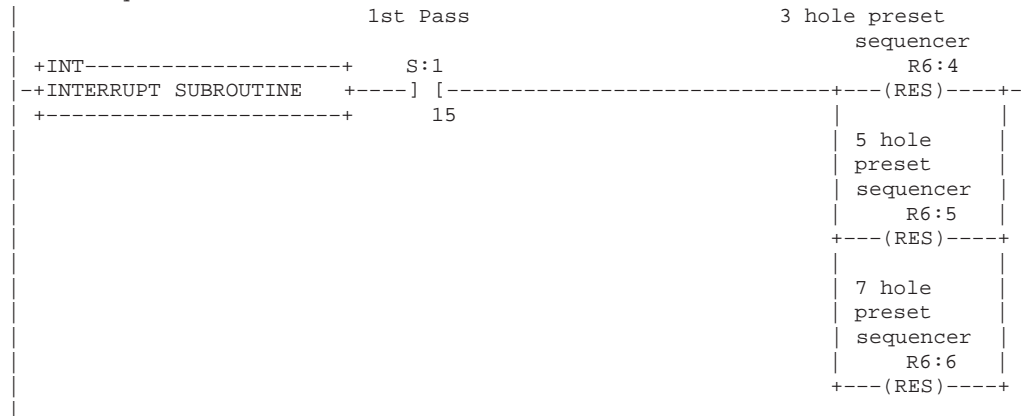 1st Pass 3 hole preset
sequencer
+INT--------------------+ S:1 R6:4
-+INTERRUPT SUBROUTINE +----] [------------------------------+---(RES)----+-
+-----------------------+ 15 | |
| 5 hole |
| preset |
| sequencer |
| R6:5 |
+---(RES)----+
| |
| 7 hole |
| preset |
| sequencer |
| R6:6 |
+---(RES)----+